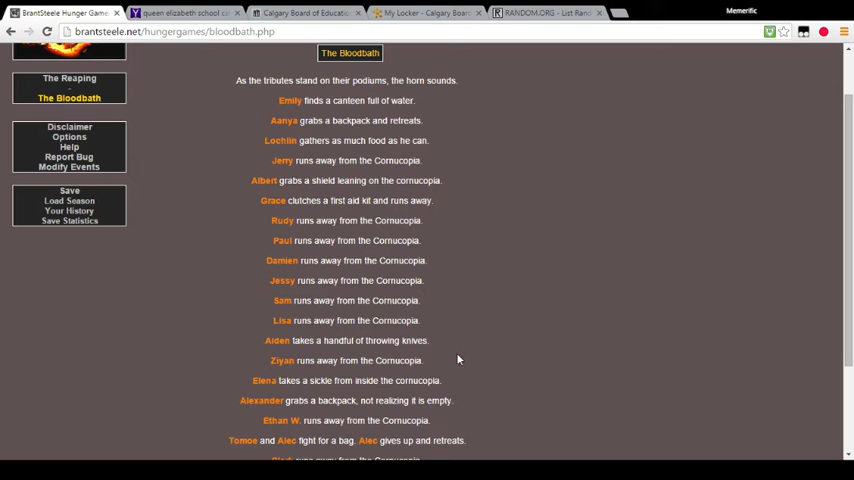 BrantSteele Hunger Games
queen elizabeth school ca
Calgary Board of Educatio
My Locker - Calgary Board
RANDOM.ORG - List Rand
Memerific
brantsteele.net/hungergames/bloodbath.php
The Reaping
-
The Bloodbath
Disclaimer
Options
Help
Report Bug
Modify Events
Save
Load Season
Your History
Save Statistics
The Bloodbath
As the tributes stand on their podiums, the horn sounds.
Emily finds a canteen full of water.
Aanya grabs a backpack and retreats.
Lochlin gathers as much food as he can.
Jerry runs away from the Cornucopia.
Albert grabs a shield leaning on the cornucopia.
Grace clutches a first aid kit and runs away.
Rudy runs away from the Cornucopia.
Paul runs away from the Cornucopia.
Damien runs away from the Cornucopia.
Jessy runs away from the Cornucopia.
Sam runs away from the Cornucopia.
Lisa runs away from the Cornucopia.
Aiden takes a handful of throwing knives.
Ziyan runs away from the Cornucopia.
Elena takes a sickle from inside the cornucopia.
Alexander grabs a backpack, not realizing it is empty.
Ethan W. runs away from the Cornucopia.
Tomoe and Alec fight for a bag. Alec gives up and retreats.
runs away from the Cornucopia.